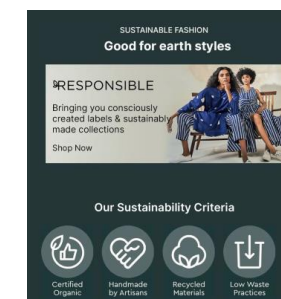 SUSTAINABLE FASHION
Good for earth styles
RESPONSIBLE
Bringing you consciously
created labels & sustainably
made collections
Shop Now
Our Sustainability Criteria
Certified
Organic
Handmade
by Artisans
Recycled
Materials
Low Waste
Practices